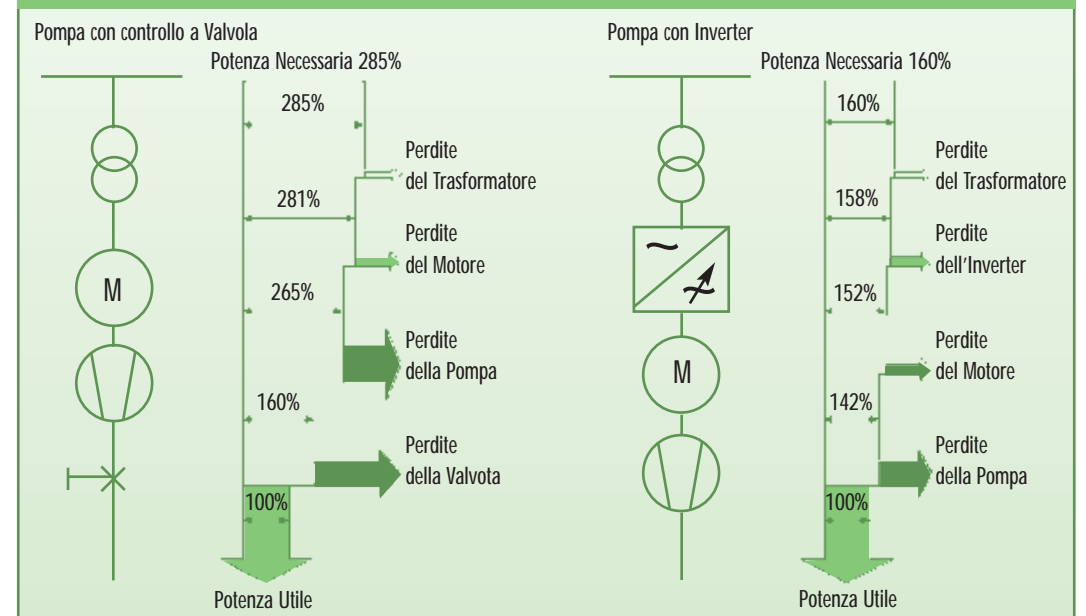 Pompa con controllo a Valvola
Potenza Necessaria 285%
285%
Perdite
del Trasformatore
281%
Perdite
del Motore
M
265%
Perdite
della Pompa
160%
Perdite
della Valvota
100%
Potenza Utile
Pompa con Inverter
Potenza Necessaria 160%
160%
Perdite
del Trasformatore
158%
Perdite
dell'Inverter
152%
Perdite
del Motore
M
142%
Perdite
della Pompa
100%
Potenza Utile